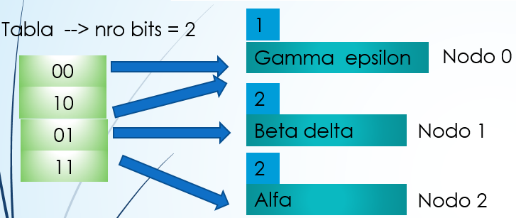 Tabla --> nro bits = 2
00
10
01
11
1
Gamma epsilon
Nodo 0
2
Beta delta
Nodo 1
2
Alfa
Nodo 2